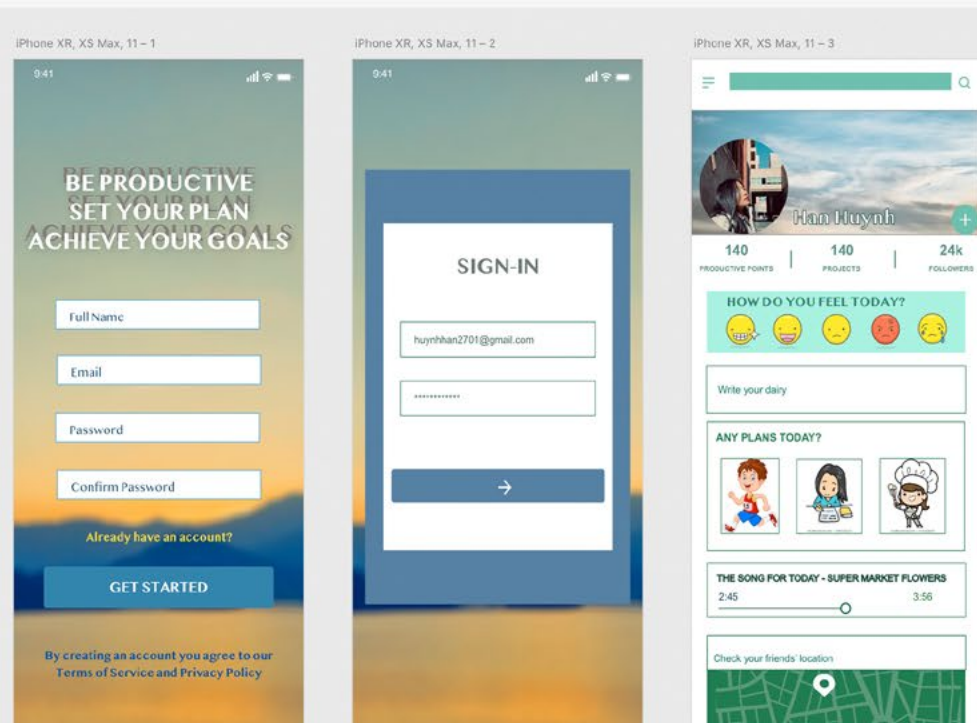 iPhone XR, XS Max, 11 – 1
9:41
BE PRODUCTIVE
SET YOUR PLAN
ACHIEVE YOUR GOALS
Full Name
Email
Password
Confirm Password
Already have an account?
GET STARTED
By creating an account you agree to our
Terms of Service and Privacy Policy
iPhone XR, XS Max, 11 – 2
9:41
SIGN-IN
huynhhan2701@gmail.com
************
iPhone XR, XS Max, 11 – 3
Han Huynh
+
140 140 24k
PRODUCTIVE POINTS PROJECTS FOLLOWERS
HOW DO YOU FEEL TODAY?
Write your dairy
ANY PLANS TODAY?
THE SONG FOR TODAY - SUPER MARKET FLOWERS
2:45 3:56
Check your friends' location